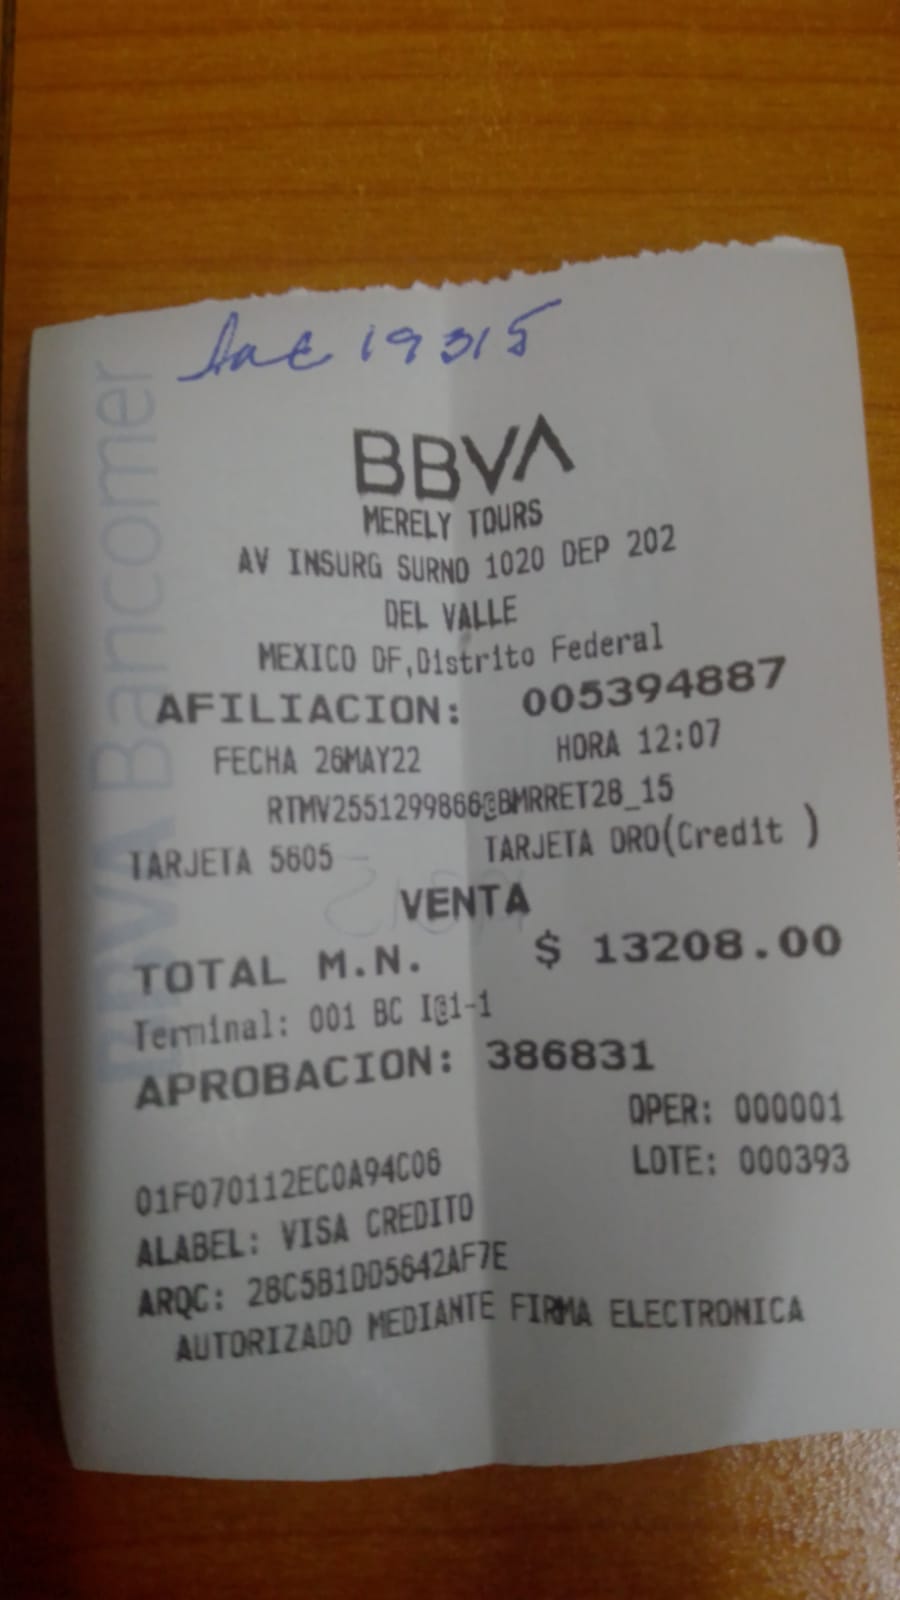 19315
BBVA
MERELY TOURS
AV INSURG SURNO 1020 DEP 202
DEL VALLE
MEXICO DF,Distrito Federal
AFILIACION: 005394887
FECHA 26MAY22 HORA 12:07
RTMV2551299866@BMRRET28_15
TARJETA 5605 TARJETA ORO(Credit )
VENTA
TOTAL M.N. $ 13208.00
Terminal: 001 BC I@1-1
APROBACION: 386831
OPER: 000001
LOTE: 000393
01F070112EC0A94C06
ALABEL: VISA CREDITO
ARQC: 28C5B1DD5642AF7E
AUTORIZADO MEDIANTE FIRMA ELECTRONICA
BBVA Bancomer